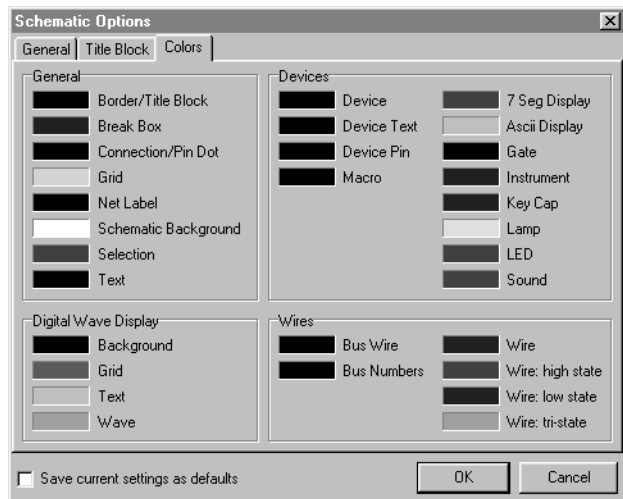 Schematic Options
General Title Block Colors
General
Border/Title Block
Break Box
Connection/Pin Dot
Grid
Net Label
Schematic Background
Selection
Text
Devices
Device
Device Text
Device Pin
Macro
7 Seg Display
Ascii Display
Gate
Instrument
Key Cap
Lamp
LED
Sound
Digital Wave Display
Background
Grid
Text
Wave
Wires
Bus Wire
Bus Numbers
Wire
Wire: high state
Wire: low state
Wire: tri-state
Save current settings as defaults
OK
Cancel